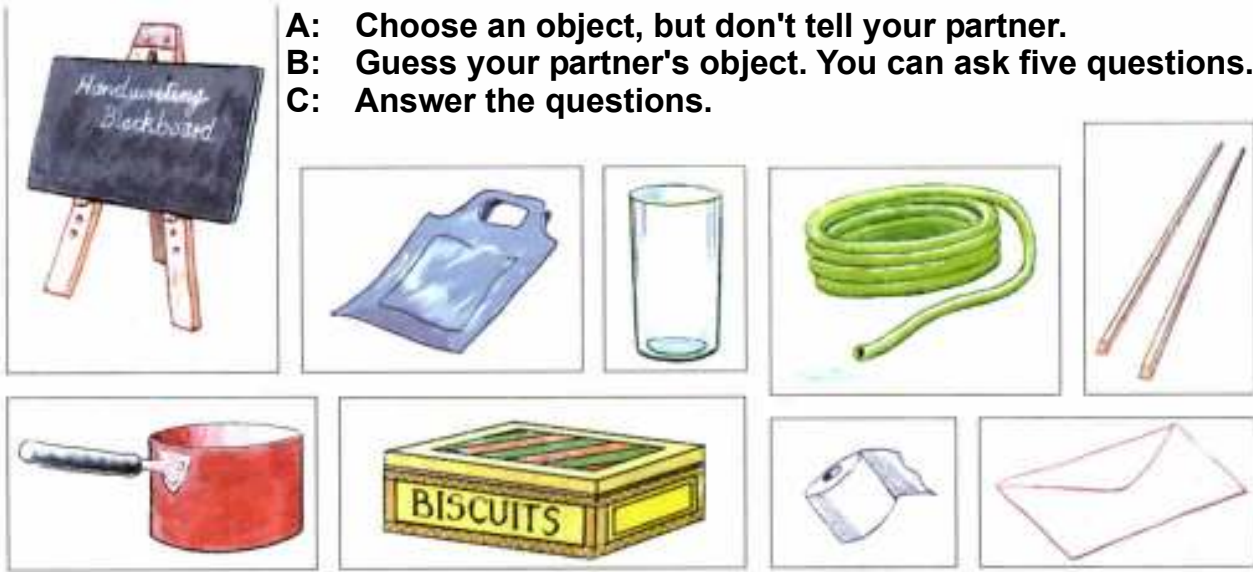 A: Choose an object, but don't tell your partner.
B: Guess your partner's object. You can ask five questions.
C: Answer the questions.
Handwriting
Blackboard
BISCUITS